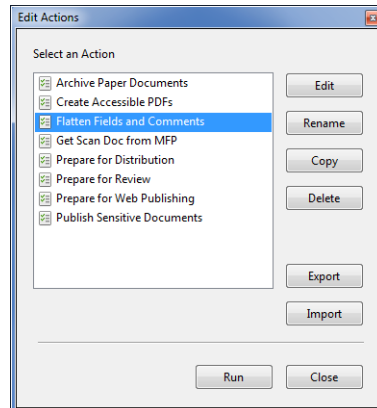 Edit Actions
Select an Action
Archive Paper Documents
Create Accessible PDFs
Flatten Fields and Comments
Get Scan Doc from MFP
Prepare for Distribution
Prepare for Review
Prepare for Web Publishing
Publish Sensitive Documents
Edit
Rename
Copy
Delete
Export
Import
Run
Close